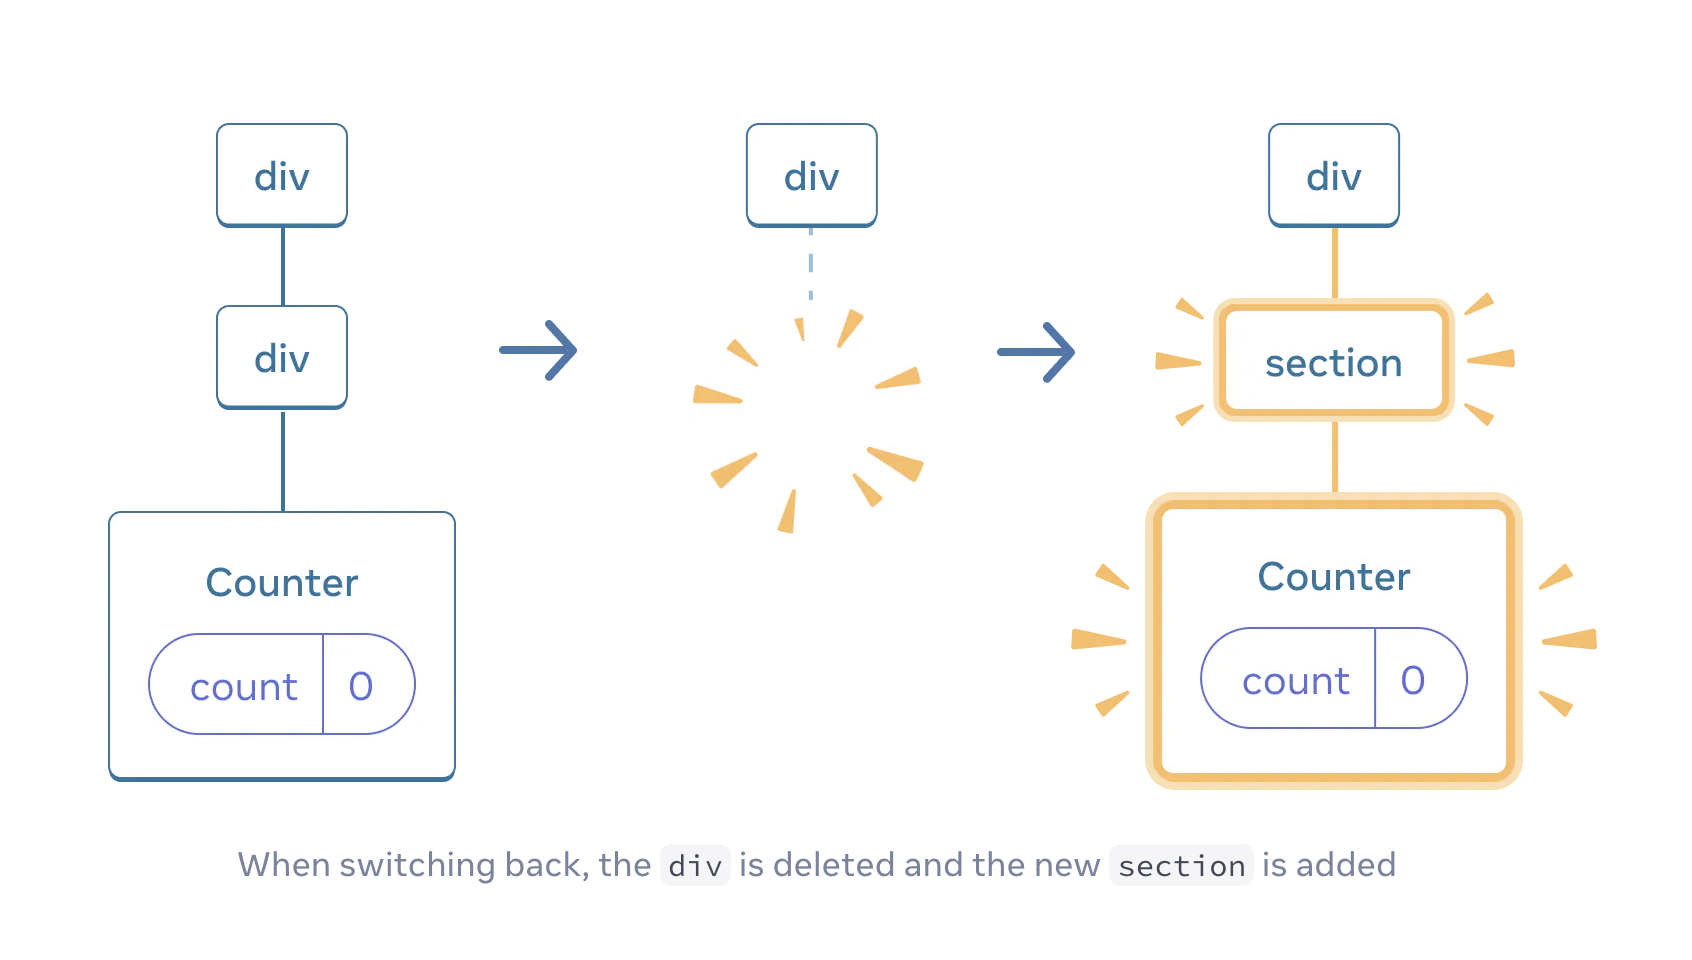 div
div
Counter
count 0
div
div
section
Counter
count 0
When switching back, the div is deleted and the new section is added